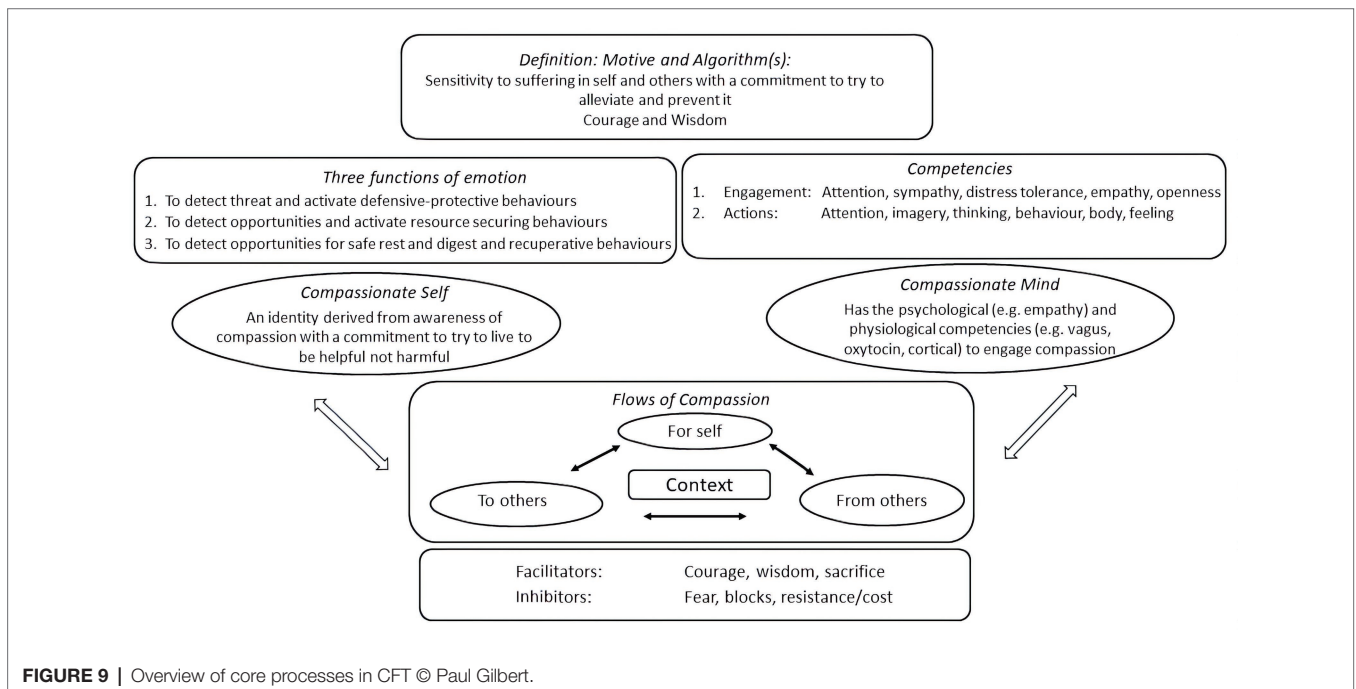 Definition: Motive and Algorithm(s):
Sensitivity to suffering in self and others with a commitment to try to
alleviate and prevent it
Courage and Wisdom
Three functions of emotion
1. To detect threat and activate defensive-protective behaviours
2. To detect opportunities and activate resource securing behaviours
3. To detect opportunities for safe rest and digest and recuperative behaviours
Competencies
1. Engagement: Attention, sympathy, distress tolerance, empathy, openness
2. Actions: Attention, imagery, thinking, behaviour, body, feeling
Compassionate Self
An identity derived from awareness of
compassion with a commitment to try to live to
be helpful not harmful
Compassionate Mind
Has the psychological (e.g. empathy) and
physiological competencies (e.g. vagus,
oxytocin, cortical) to engage compassion
Flows of Compassion
For self
To others
Context
From others
Facilitators: Courage, wisdom, sacrifice
Inhibitors: Fear, blocks, resistance/cost
FIGURE 9 | Overview of core processes in CFT © Paul Gilbert.